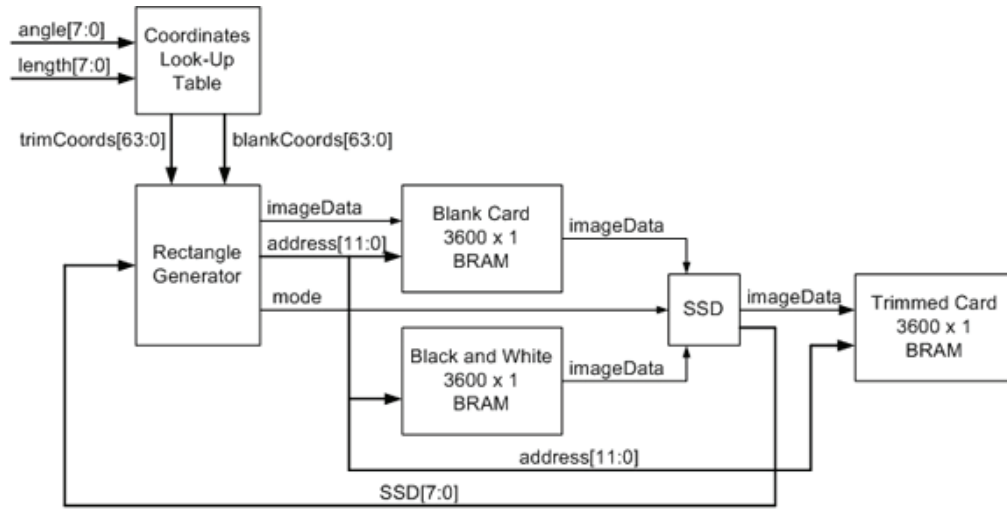 angle[7:0]
length[7:0]
Coordinates
Look-Up
Table
trimCoords[63:0]
blankCoords[63:0]
Rectangle
Generator
imageData
address[11:0]
mode
Blank Card
3600 x 1
BRAM
imageData
Black and White
3600 x 1
BRAM
imageData
SSD
imageData
Trimmed Card
3600 x 1
BRAM
address[11:0]
SSD[7:0]